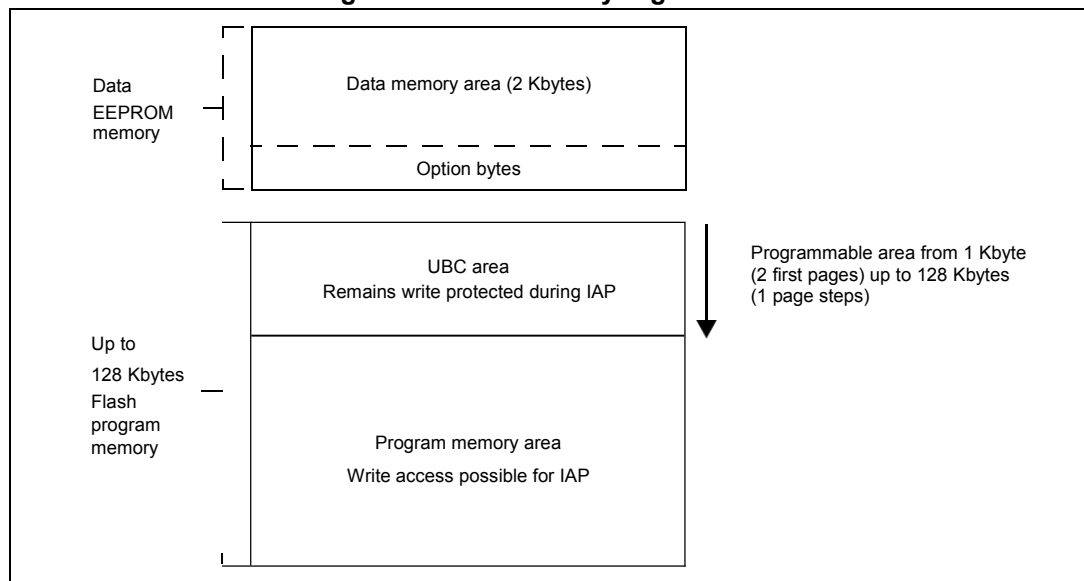 Data
EEPROM
memory
Data memory area (2 Kbytes)
Option bytes
UBC area
Remains write protected during IAP
Programmable area from 1 Kbyte
(2 first pages) up to 128 Kbytes
(1 page steps)
Up to
128 Kbytes
Flash
program
memory
Program memory area
Write access possible for IAP